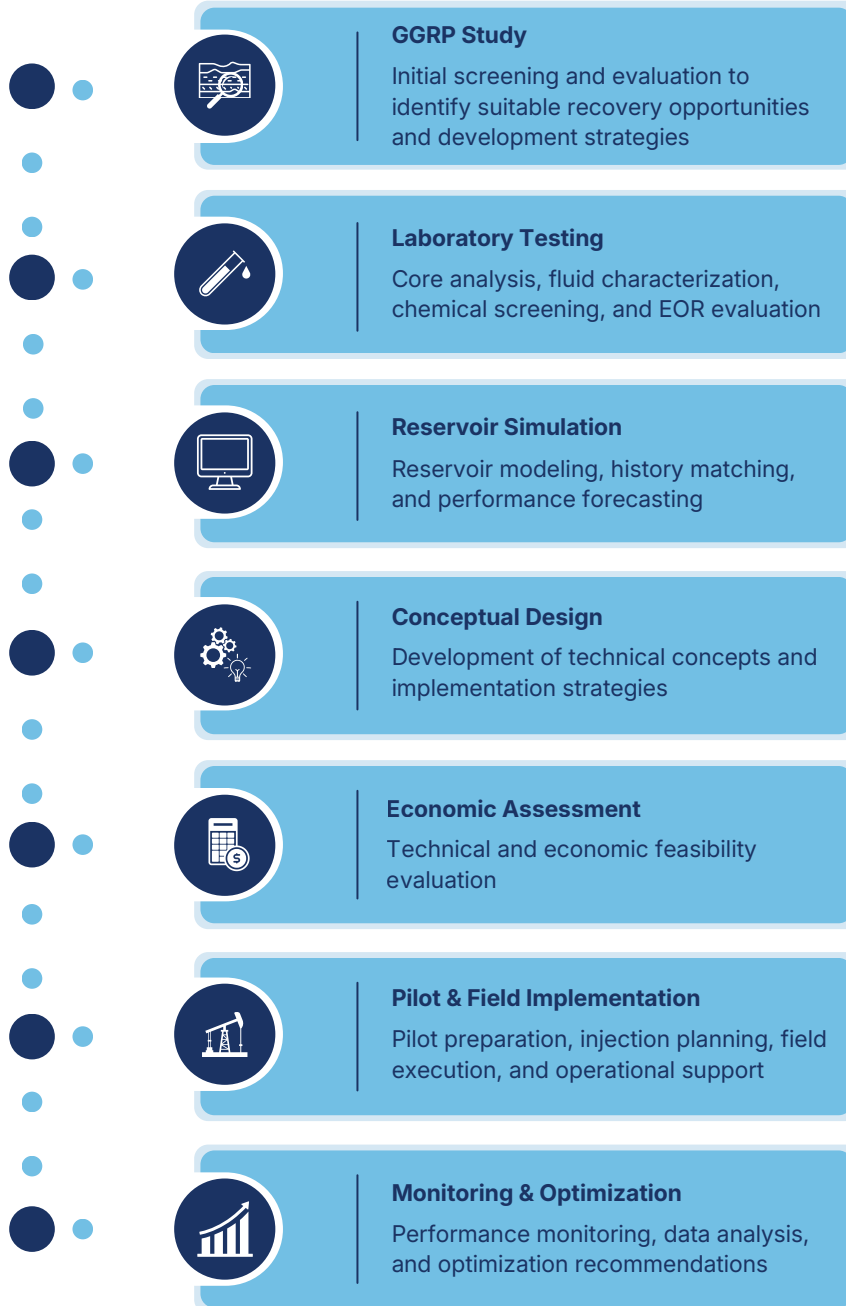 GGRP Study
Initial screening and evaluation to
identify suitable recovery opportunities
and development strategies
Laboratory Testing
Core analysis, fluid characterization,
chemical screening, and EOR evaluation
Reservoir Simulation
Reservoir modeling, history matching,
and performance forecasting
Conceptual Design
Development of technical concepts and
implementation strategies
Economic Assessment
Technical and economic feasibility
evaluation
$
Pilot & Field Implementation
Pilot preparation, injection planning, field
execution, and operational support
Monitoring & Optimization
Performance monitoring, data analysis,
and optimization recommendations